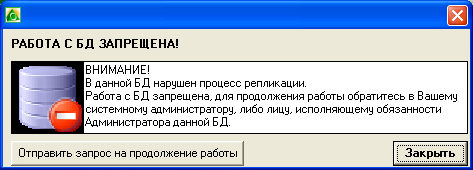 РАБОТА С БД ЗАПРЕЩЕНА!
ВНИМАНИЕ!
В данной БД нарушен процесс репликации.
Работа с БД запрещена, для продолжения работы обратитесь в Вашему
системному администратору, либо лицу, исполняющему обязанности
Администратора данной БД.
Отправить запрос на продолжение работы
Закрыть